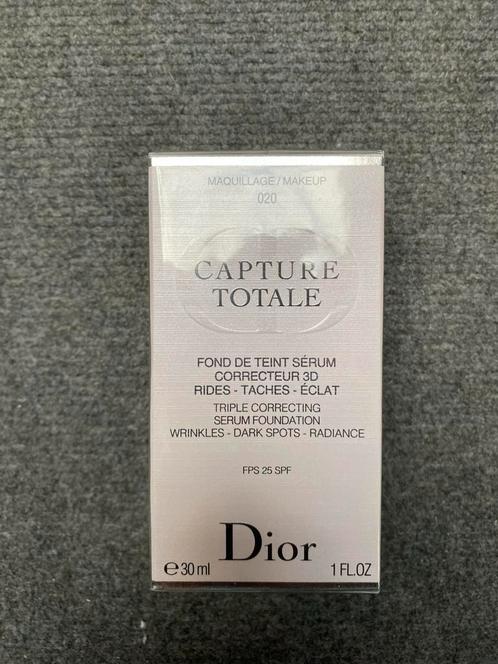 MAQUILLAGE / MAKEUP
020
CAPTURE
TOTALE
FOND DE TEINT SÉRUM
CORRECTEUR 3D
RIDES - TACHES - ÉCLAT
TRIPLE CORRECTING
SERUM FOUNDATION
WRINKLES - DARK SPOTS - RADIANCE
FPS 25 SPF
Dior
℮30 ml 1 FL.OZ